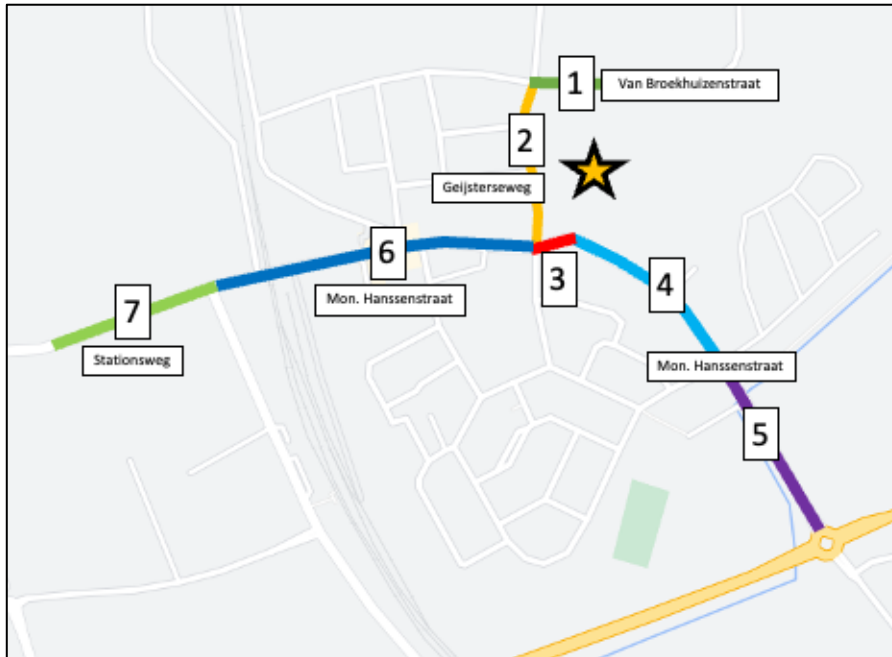 1
Van Broekhuizenstraat
2
Geijsterseweg
6
3
Mon. Hanssenstraat
4
7
Stationsweg
Mon. Hanssenstraat
5